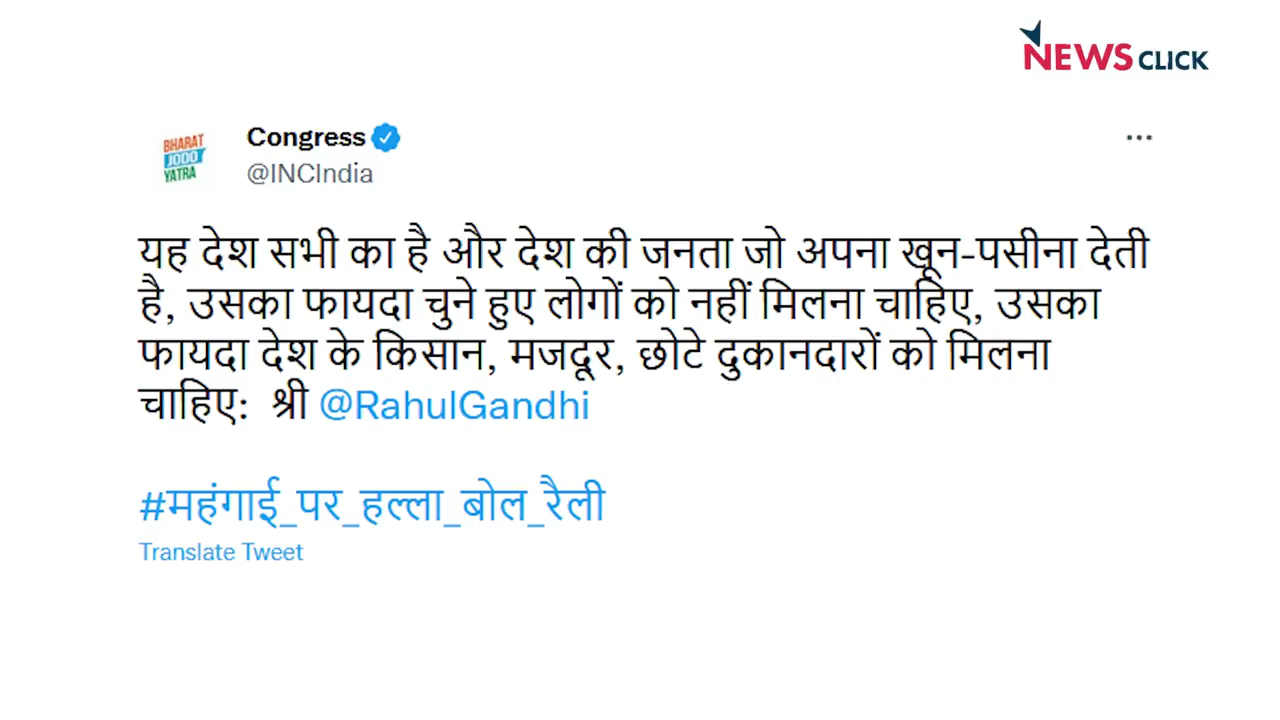 NEWS CLICK
BHARAT
JODO
YATRA
Congress
@INCIndia
यह देश सभी का है और देश की जनता जो अपना खून-पसीना देती
है, उसका फायदा चुने हुए लोगों को नहीं मिलना चाहिए, उसका
फायदा देश के किसान, मजदूर, छोटे दुकानदारों को मिलना
चाहिए: श्री @RahulGandhi
#महंगाई_पर_हल्ला_बोल_रैली
Translate Tweet